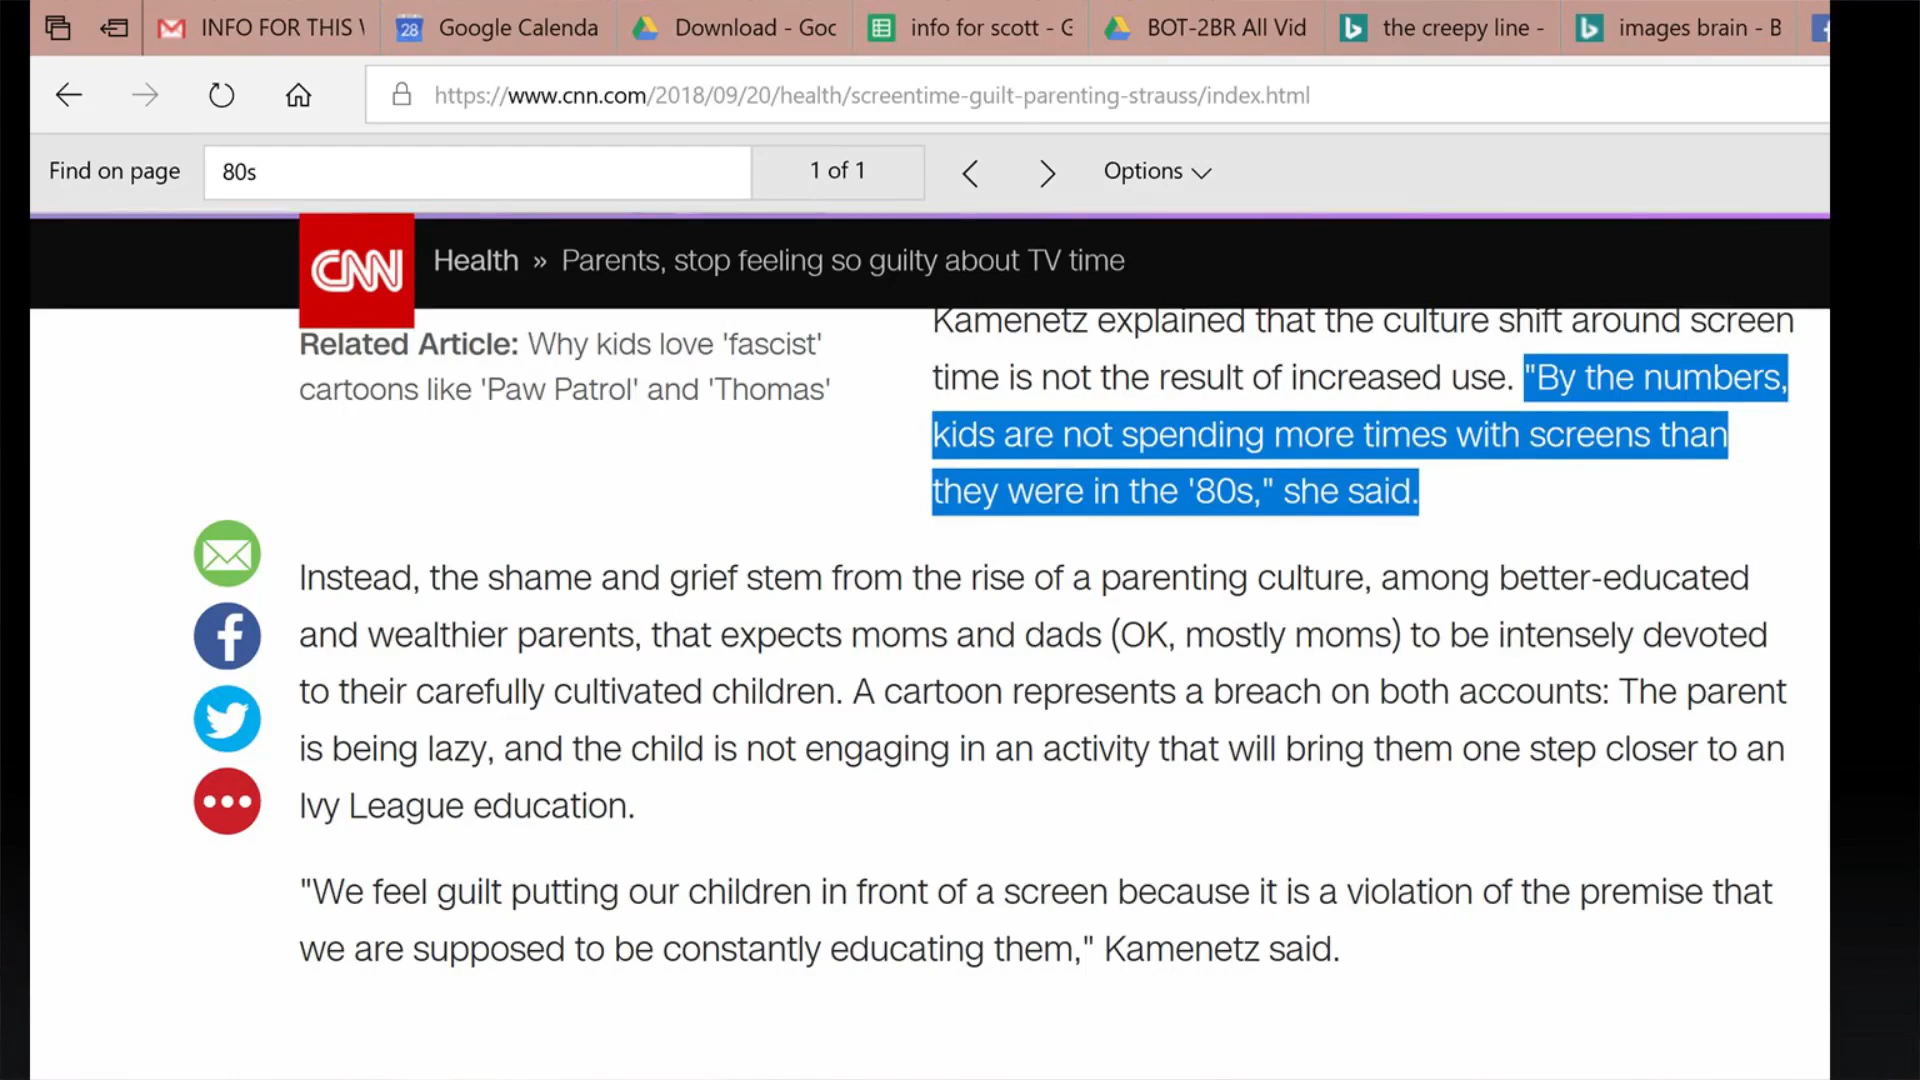 INFO FOR THIS
28
Google Calenda
Download - Goc
info for scott - G
BOT-2BR All Vid
b
the creepy line -
b
images brain - B
f
https://www.cnn.com/2018/09/20/health/screentime-guilt-parenting-strauss/index.html
Find on page
80s
1 of 1
Options
CNN
Health » Parents, stop feeling so guilty about TV time
Related Article: Why kids love 'fascist'
cartoons like 'Paw Patrol' and 'Thomas'
Kamenetz explained that the culture shift around screen
time is not the result of increased use. "By the numbers,
kids are not spending more times with screens than
they were in the '80s," she said.
f
Instead, the shame and grief stem from the rise of a parenting culture, among better-educated
and wealthier parents, that expects moms and dads (OK, mostly moms) to be intensely devoted
to their carefully cultivated children. A cartoon represents a breach on both accounts: The parent
is being lazy, and the child is not engaging in an activity that will bring them one step closer to an
Ivy League education.
"We feel guilt putting our children in front of a screen because it is a violation of the premise that
we are supposed to be constantly educating them," Kamenetz said.